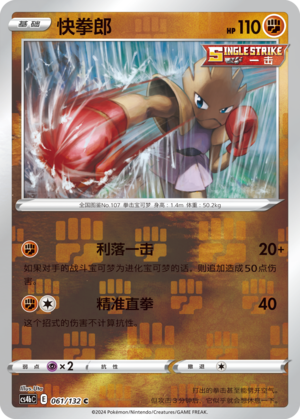 基础 快拳郎 HP 110
SINGLE STRIKE
一击
全国图鉴No.107 拳击宝可梦 身高：1.4m 体重：50.2kg
利落一击 20+
如果对手的战斗宝可梦为进化宝可梦的话，则追加造成50点伤
害。
精准直拳 40
这个招式的伤害不计算抗性。
弱点 ×2 抗性 撤退
cs4bC E 061/132 C
©2024 Pokémon/Nintendo/Creatures/GAME FREAK.